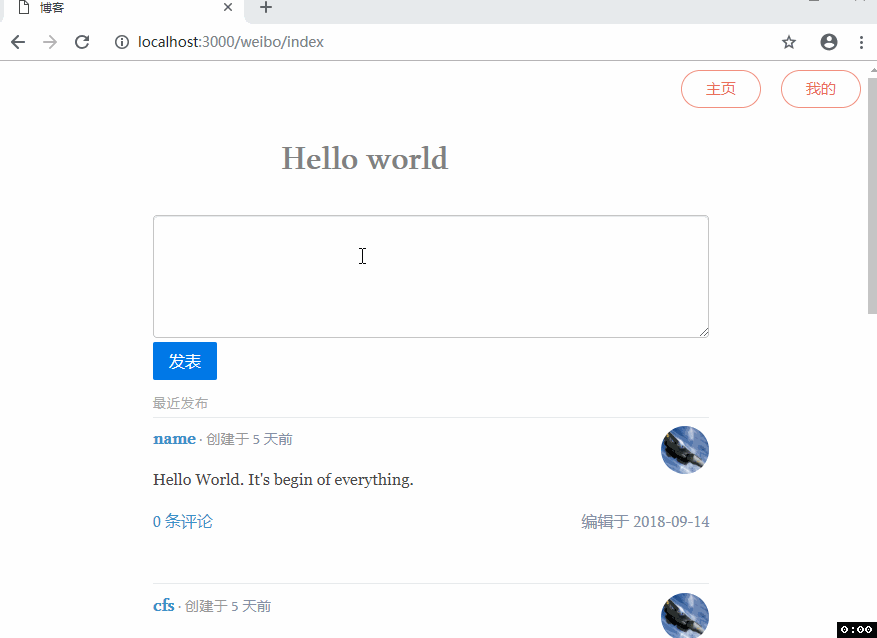 博客
localhost:3000/weibo/index
主页 我的
Hello world
发表
最近发布
name · 创建于 5 天前
Hello World. It's begin of everything.
0 条评论 编辑于 2018-09-14
cfs · 创建于 5 天前
0:00